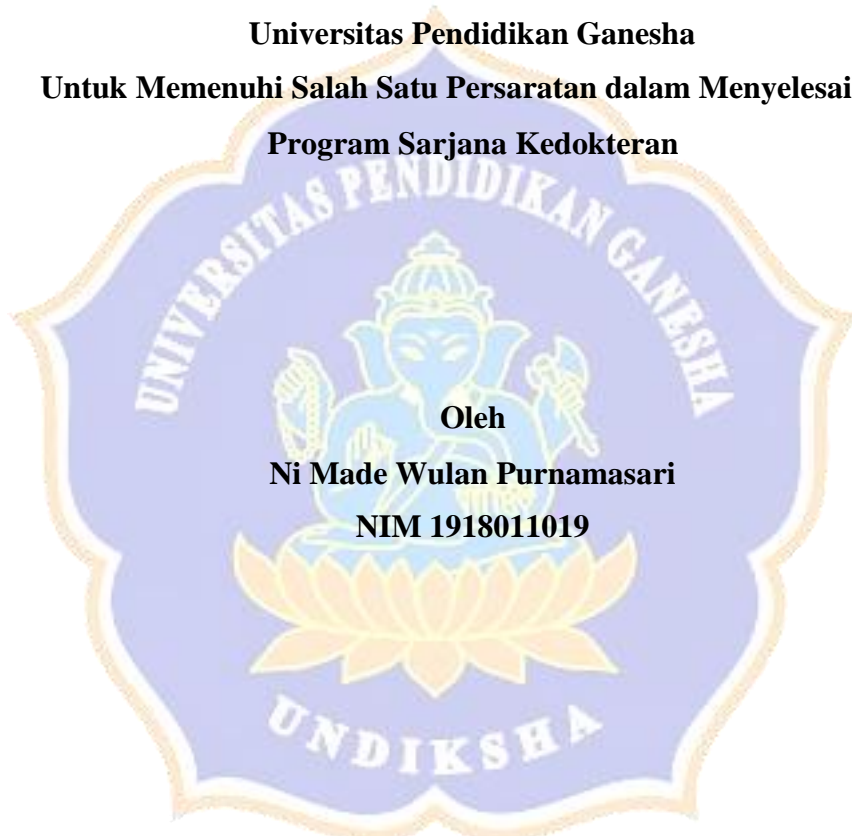 Universitas Pendidikan Ganesha
Untuk Memenuhi Salah Satu Persaratan dalam Menyelesai
Program Sarjana Kedokteran
UNIVERSITAS PENDIDIKAN GANESHA
Oleh
Ni Made Wulan Purnamasari
NIM 1918011019
UNDIKSHA